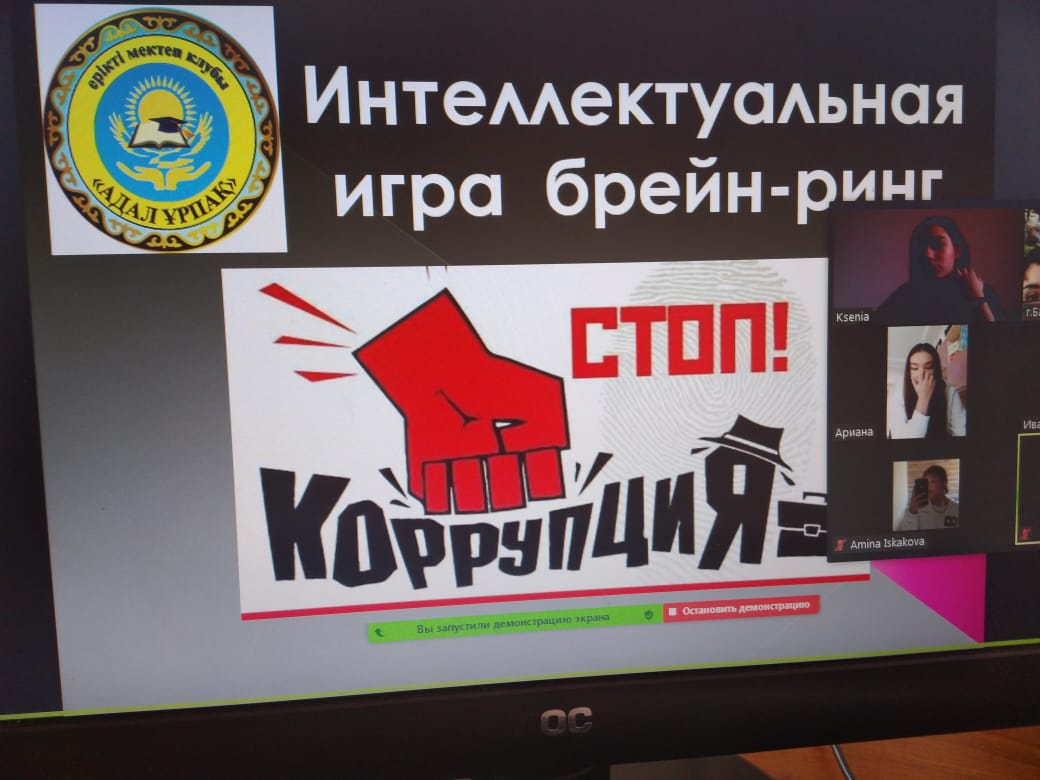 ерікті мектеп клубы
«АДАЛ ҰРПАҚ»
Интеллектуальная
игра брейн-ринг
СТОП!
КОРРУПЦИЯ
Ksenia
Ариана
Amina Iskakova
Вы запустили демонстрацию экрана
Остановить демонстрацию